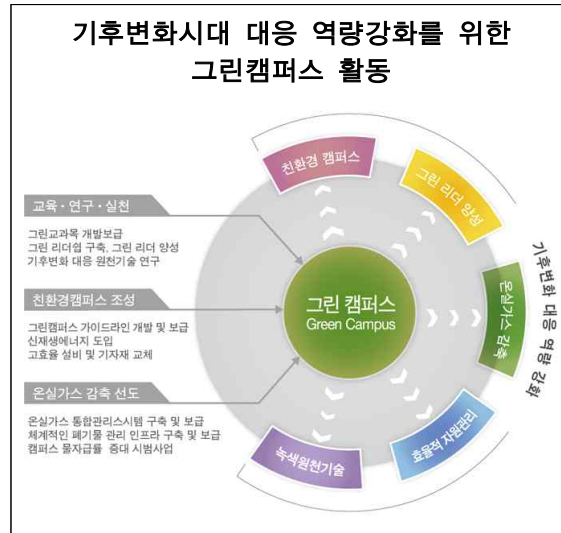 기후변화시대 대응 역량강화를 위한
그린캠퍼스 활동
교육・연구・실천
그린교과목 개발보급
그린 리더쉽 구축, 그린 리더 양성
기후변화 대응 원천기술 연구
친환경캠퍼스 조성
그린캠퍼스 가이드라인 개발 및 보급
신재생에너지 도입
고효율 설비 및 기자재 교체
온실가스 감축 선도
온실가스 통합관리스시템 구축 및 보급
체계적인 폐기물 관리 인프라 구축 및 보급
캠퍼스 물자급률 증대 시범사업
그린 캠퍼스
Green Campus
친환경 캠퍼스
그린 리더 양성
온실가스 감축
효율적 자원관리
녹색원천기술
기후변화 대응 역량 강화